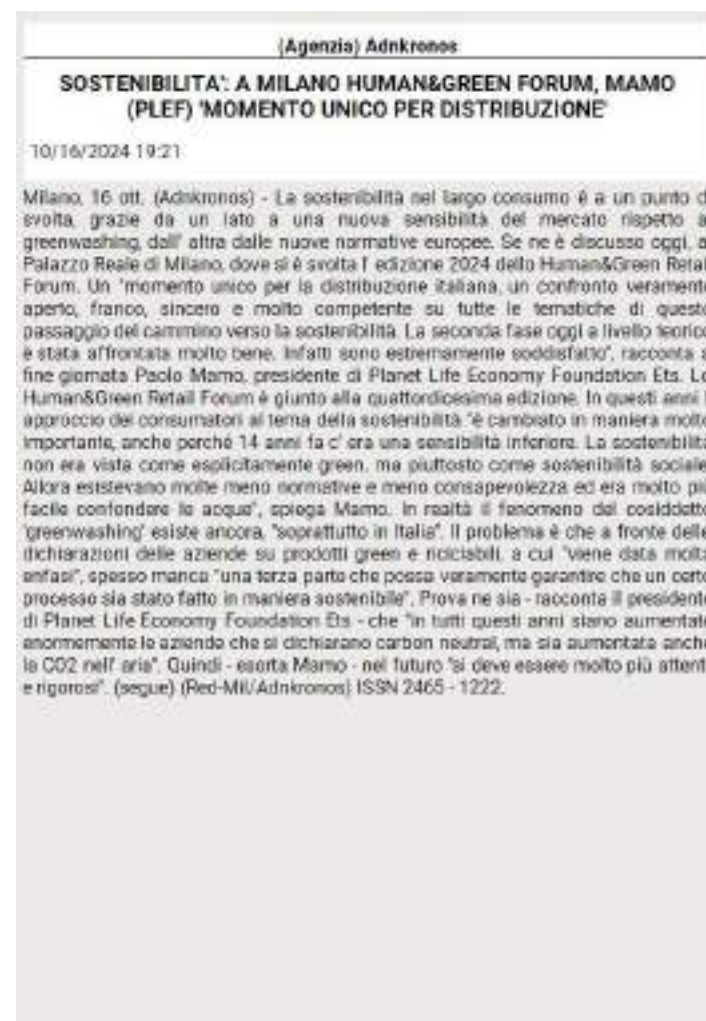 (Agenzia) Adnkronos
SOSTENIBILITA': A MILANO HUMAN&GREEN FORUM, MAMO
(PLEF) 'MOMENTO UNICO PER DISTRIBUZIONE'
10/16/2024 19:21
Milano, 16 ott. (Adnkronos) - La sostenibilità nel largo consumo è a un punto d
svolta, grazie da un lato a una nuova sensibilità del mercato rispetto a
greenwashing, dall' altra dalle nuove normative europee. Se ne è discusso oggi, a
Palazzo Reale di Milano, dove si è svolta l' edizione 2024 dello Human&Green Retai
Forum. Un "momento unico per la distribuzione italiana, un confronto veramente
aperto, franco, sincero e molto competente su tutte le tematiche di questo
passaggio del cammino verso la sostenibilità. La seconda fase oggi a livello teorico
è stata affrontata molto bene. Infatti sono estremamente soddisfatto", racconta a
fine giornata Paolo Mamo, presidente di Planet Life Economy Foundation Ets. Lo
Human&Green Retail Forum è giunto alla quattordicesima edizione. In questi anni l
approccio dei consumatori al tema della sostenibilità "è cambiato in maniera molto
importante, anche perché 14 anni fa c' era una sensibilità inferiore. La sostenibilità
non era vista come esplicitamente green, ma piuttosto come sostenibilità sociale
Allora esistevano molte meno normative e meno consapevolezza ed era molto più
facile confondere le acque", spiega Mamo. In realtà il fenomeno del cosiddetto
'greenwashing' esiste ancora, "soprattutto in Italia". Il problema è che a fronte delle
dichiarazioni delle aziende su prodotti green e riciclabili, a cui "viene data molta
enfasi", spesso manca "una terza parte che possa veramente garantire che un certo
processo sia stato fatto in maniera sostenibile". Prova ne sia - racconta il presidente
di Planet Life Economy Foundation Ets - che "in tutti questi anni siano aumentate
enormemente le aziende che si dichiarano carbon neutral, ma sia aumentata anche
la CO2 nell' aria". Quindi - esorta Mamo - nel futuro "si deve essere molto più attent
e rigorosi". (segue) (Red-Mil/Adnkronos) ISSN 2465 - 1222.